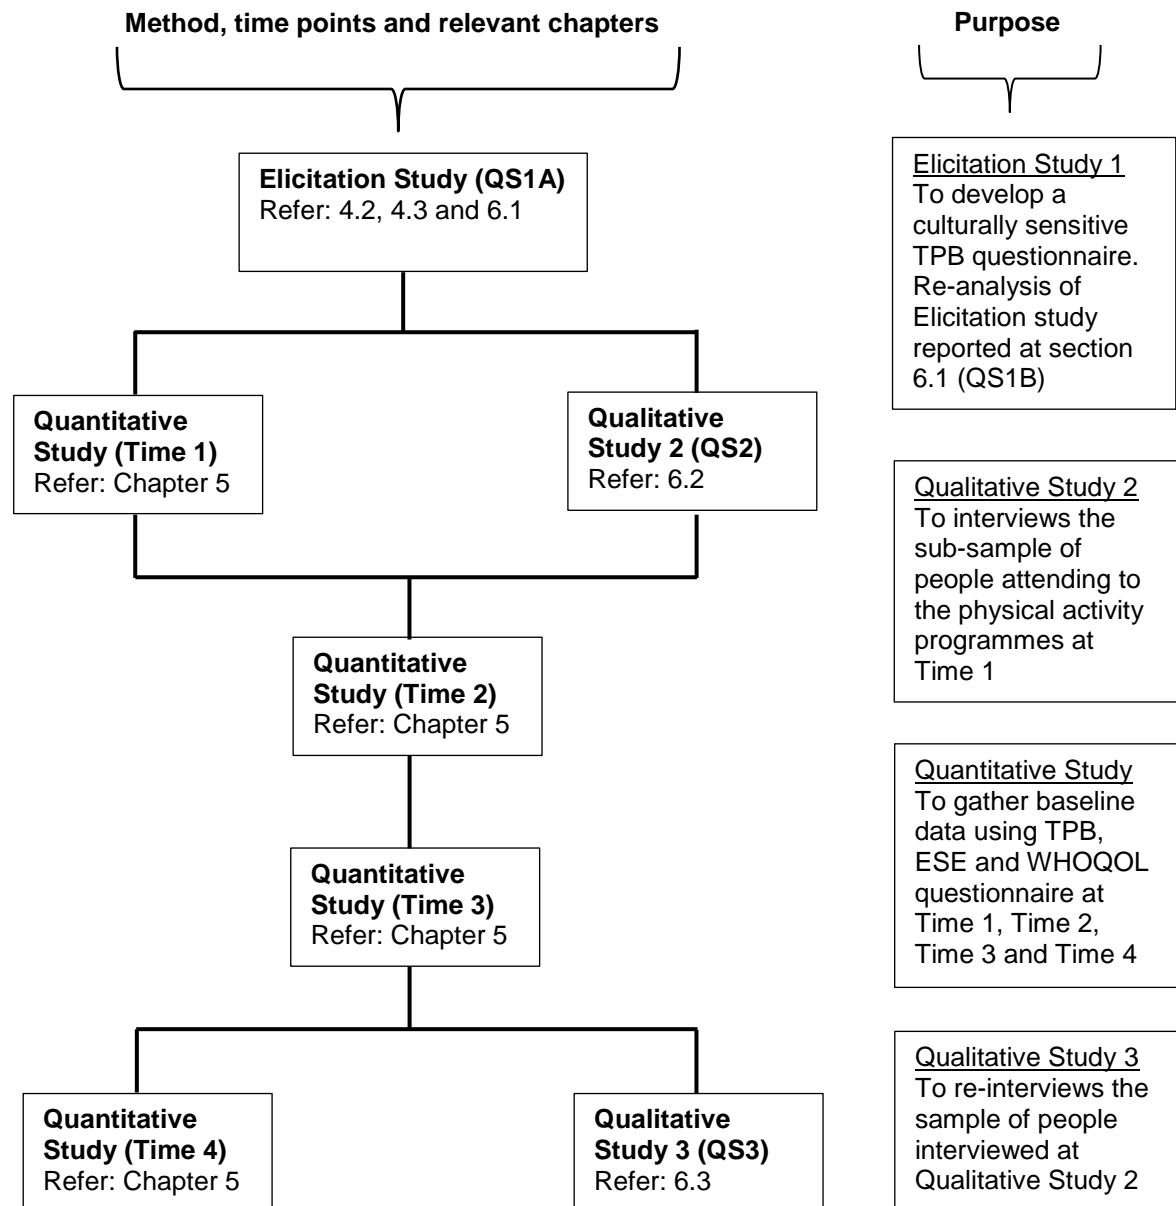 Method, time points and relevant chapters
Purpose
Elicitation Study (QS1A)
Refer: 4.2, 4.3 and 6.1
Quantitative
Study (Time 1)
Refer: Chapter 5
Qualitative
Study 2 (QS2)
Refer: 6.2
Quantitative
Study (Time 2)
Refer: Chapter 5
Quantitative
Study (Time 3)
Refer: Chapter 5
Quantitative
Study (Time 4)
Refer: Chapter 5
Qualitative
Study 3 (QS3)
Refer: 6.3
Elicitation Study 1
To develop a
culturally sensitive
TPB questionnaire.
Re-analysis of
Elicitation study
reported at section
6.1 (QS1B)
Qualitative Study 2
To interviews the
sub-sample of
people attending to
the physical activity
programmes at
Time 1
Quantitative Study
To gather baseline
data using TPB,
ESE and WHOQOL
questionnaire at
Time 1, Time 2,
Time 3 and Time 4
Qualitative Study 3
To re-interviews the
sample of people
interviewed at
Qualitative Study 2